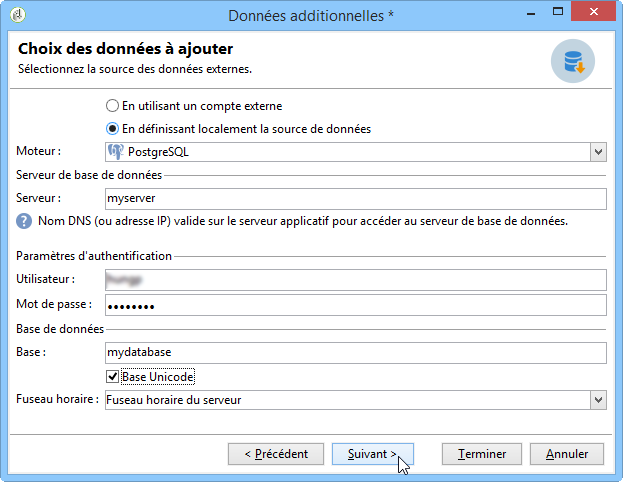 Données additionnelles *
Choix des données à ajouter
Sélectionnez la source des données externes.
En utilisant un compte externe
En définissant localement la source de données
Moteur : PostgreSQL
Serveur de base de données
Serveur : myserver
? Nom DNS (ou adresse IP) valide sur le serveur applicatif pour accéder au serveur de base de données.
Paramètres d'authentification
Utilisateur :
Mot de passe : ••••••••
Base de données
Base : mydatabase
Base Unicode
Fuseau horaire : Fuseau horaire du serveur
< Précédent Suivant > Terminer Annuler